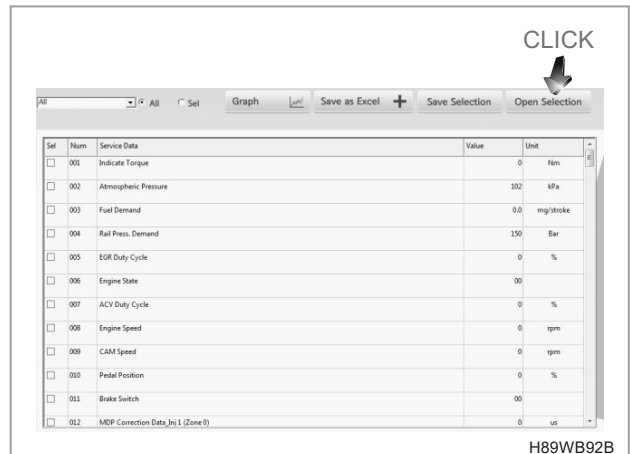 CLICK
All All Sel Graph Save as Excel Save Selection Open Selection
Sel Num Service Data Value Unit
001 Indicate Torque 0 Nm
002 Atmospheric Pressure 102 kPa
003 Fuel Demand 0,0 mg/stroke
004 Rail Press. Demand 150 Bar
005 EGR Duty Cycle 0 %
006 Engine State 00
007 ACV Duty Cycle 0 %
008 Engine Speed 0 rpm
009 CAM Speed 0 rpm
010 Pedal Position 0 %
011 Brake Switch 00
012 MDP Correction Data_Inj 1 (Zone 0) 0 us
H89WB92B